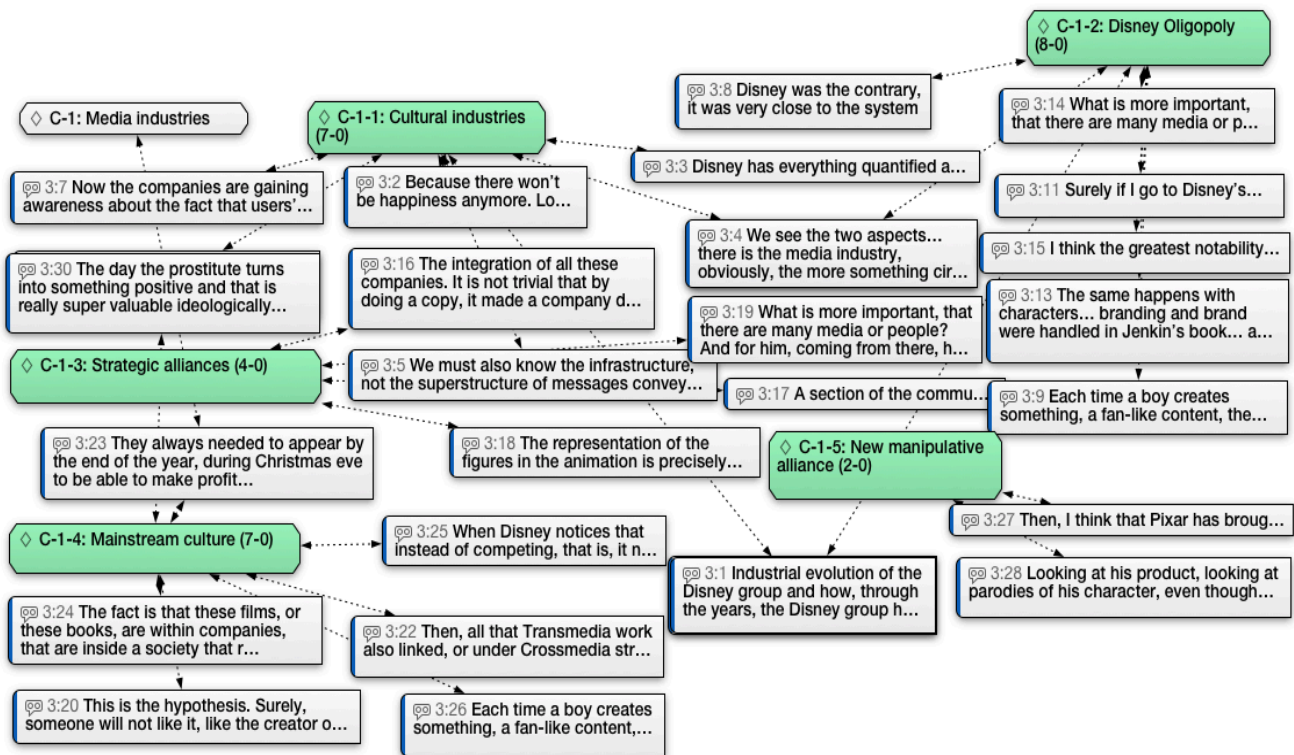 ◇ C-1-2: Disney Oligopoly
(8-0)
3:8 Disney was the contrary,
it was very close to the system
3:14 What is more important,
that there are many media or p...
◇ C-1: Media industries
◇ C-1-1: Cultural industries
(7-0)
3:3 Disney has everything quantified a...
3:7 Now the companies are gaining
awareness about the fact that users'...
3:2 Because there won't
be happiness anymore. Lo...
3:11 Surely if I go to Disney's...
3:4 We see the two aspects...
there is the media industry,
obviously, the more something cir...
3:15 I think the greatest notability...
3:30 The day the prostitute turns
into something positive and that is
really super valuable ideologically...
3:16 The integration of all these
companies. It is not trivial that by
doing a copy, it made a company d...
3:19 What is more important, that
there are many media or people?
And for him, coming from there, h...
3:13 The same happens with
characters... branding and brand
were handled in Jenkin's book... a...
◇ C-1-3: Strategic alliances (4-0)
3:5 We must also know the infrastructure,
not the superstructure of messages convey...
3:17 A section of the commu...
3:9 Each time a boy creates
something, a fan-like content, the...
3:23 They always needed to appear by
the end of the year, during Christmas eve
to be able to make profit...
3:18 The representation of the
figures in the animation is precisely...
◇ C-1-5: New manipulative
alliance (2-0)
◇ C-1-4: Mainstream culture (7-0)
3:25 When Disney notices that
instead of competing, that is, it n...
3:27 Then, I think that Pixar has broug...
3:1 Industrial evolution of the
Disney group and how, through
the years, the Disney group h...
3:28 Looking at his product, looking at
parodies of his character, even though...
3:24 The fact is that these films, or
these books, are within companies,
that are inside a society that r...
3:22 Then, all that Transmedia work
also linked, or under Crossmedia str...
3:20 This is the hypothesis. Surely,
someone will not like it, like the creator o...
3:26 Each time a boy creates
something, a fan-like content,...